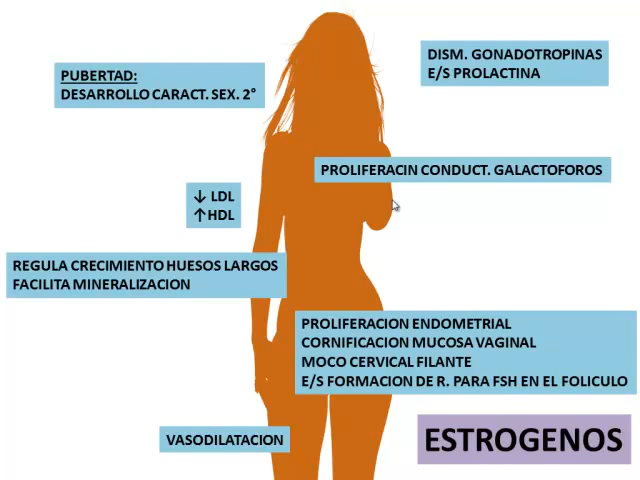 DISM. GONADOTROPINAS
E/S PROLACTINA
PUBERTAD:
DESARROLLO CARACT. SEX. 2°
PROLIFERACIN CONDUCT. GALACTOFOROS
↓ LDL
↑HDL
REGULA CRECIMIENTO HUESOS LARGOS
FACILITA MINERALIZACION
PROLIFERACION ENDOMETRIAL
CORNIFICACION MUCOSA VAGINAL
MOCO CERVICAL FILANTE
E/S FORMACION DE R. PARA FSH EN EL FOLICULO
VASODILATACION
ESTROGENOS